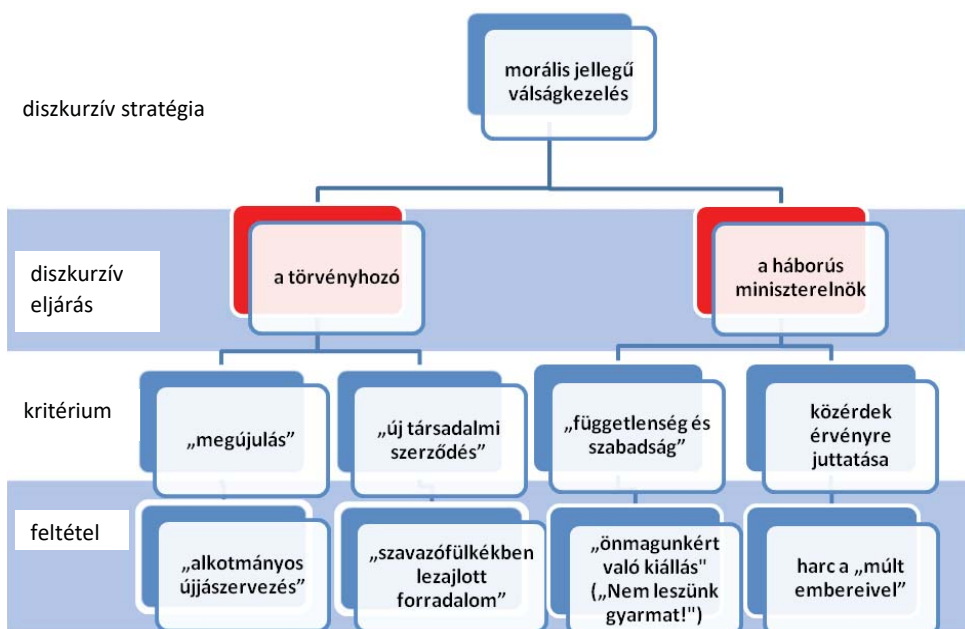 morális jellegű
válságkezelés
diszkurzív stratégia
diszkurzív
eljárás
a törvényhozó
a háborús
miniszterelnök
kritérium
„megújulás”
„új társadalmi
szerződés”
„függetlenség és
szabadság”
közérdek
érvényre
juttatása
feltétel
„alkotmányos
újjászervezés”
„szavazófülkékben
lezajlott
forradalom”
„önmagunkért
való kiállás"
(„Nem leszünk
gyarmat!")
harc a „múlt
embereivel”